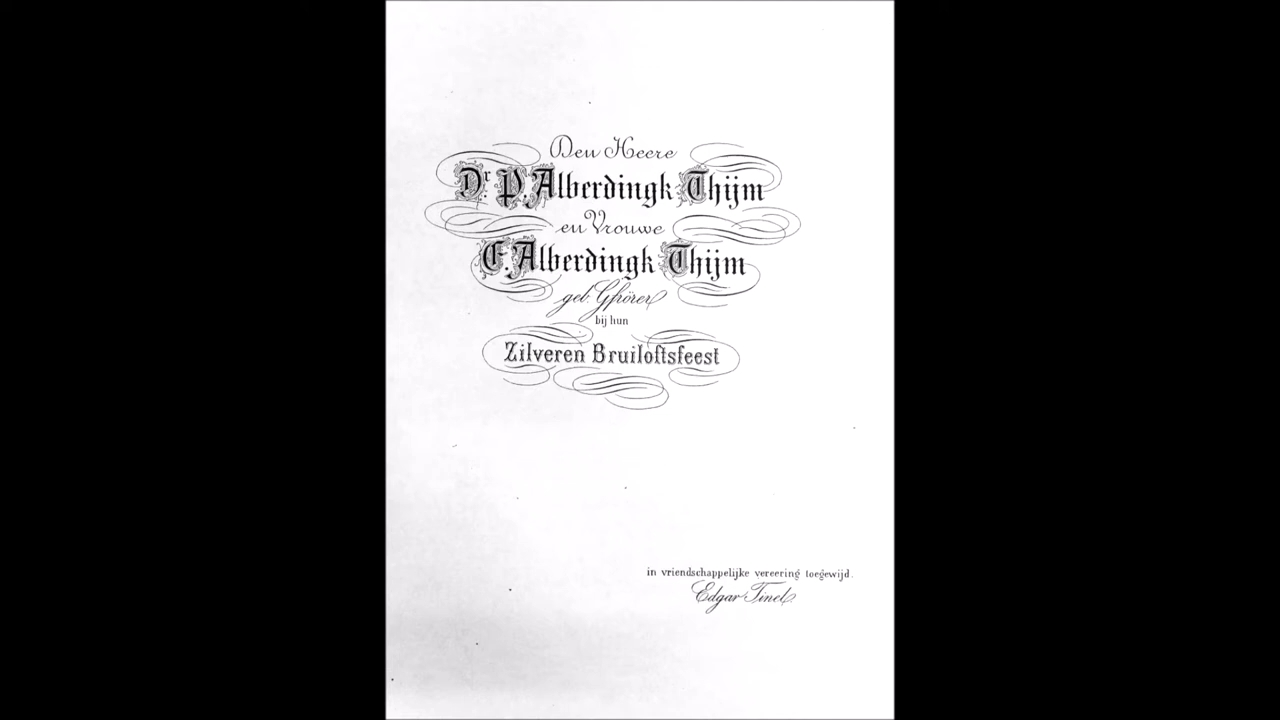 Den Heere
Dr. P. Alberdingk Thijm
en Vrouwe
C. Alberdingk Thijm
geb. Gfrörer
bij hun
Zilveren Bruiloftsfeest
in vriendschappelijke vereering toegewijd.
Edgar Tinel.